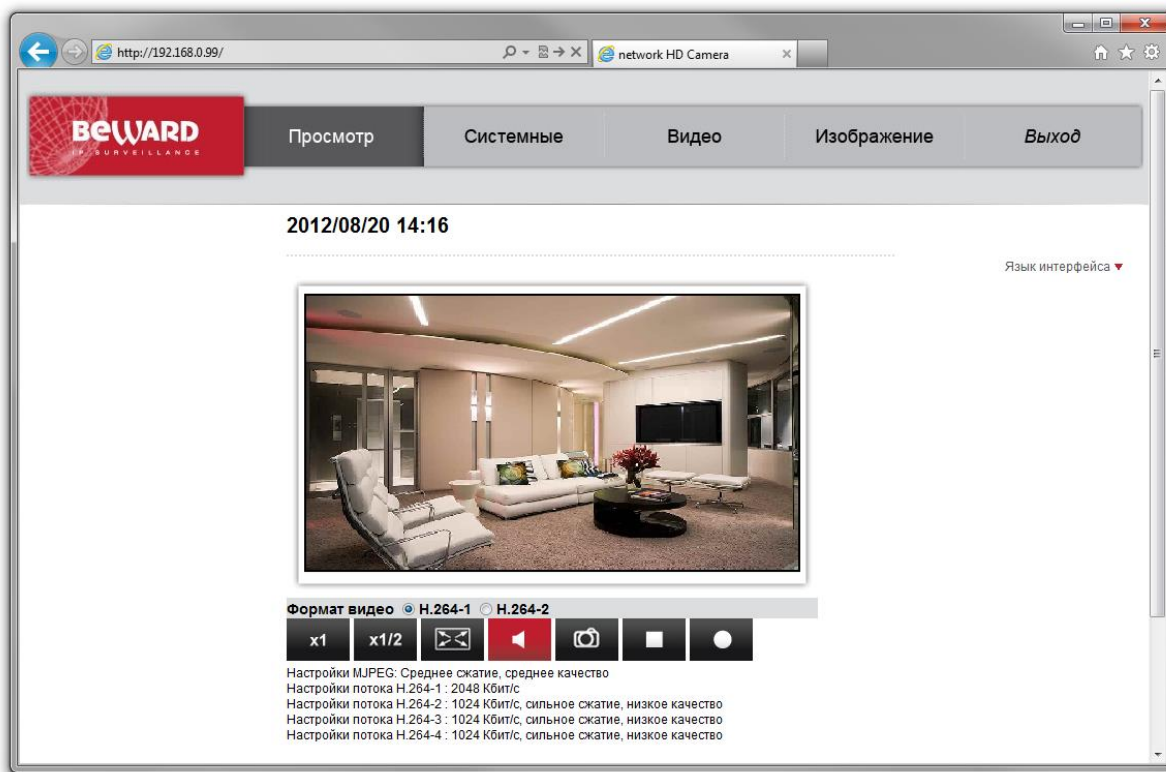 http://192.168.0.99/
network HD Camera
BEWARD
IP SURVEILLANCE
Просмотр
Системные
Видео
Изображение
Выход
2012/08/20 14:16
Язык интерфейса
Формат видео H.264-1 H.264-2
x1 x1/2
Настройки MJPEG: Среднее сжатие, среднее качество
Настройки потока H.264-1 : 2048 Кбит/с
Настройки потока H.264-2 : 1024 Кбит/с, сильное сжатие, низкое качество
Настройки потока H.264-3 : 1024 Кбит/с, сильное сжатие, низкое качество
Настройки потока H.264-4 : 1024 Кбит/с, сильное сжатие, низкое качество